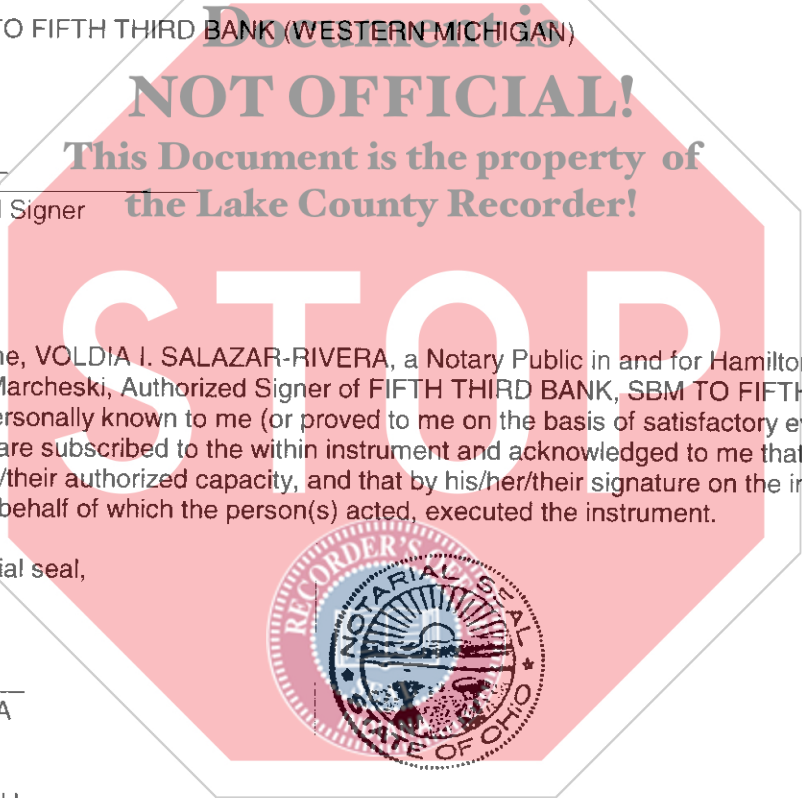 TO FIFTH THIRD BANK (WESTERN MICHIGAN)
Document is
NOT OFFICIAL!
This Document is the property of
the Lake County Recorder!
Signer
STOP
me, VOLDIA I. SALAZAR-RIVERA, a Notary Public in and for Hamilton
Marcheski, Authorized Signer of FIFTH THIRD BANK, SBM TO FIFTH
ersonally known to me (or proved to me on the basis of satisfactory e
are subscribed to the within instrument and acknowledged to me that
/their authorized capacity, and that by his/her/their signature on the i
behalf of which the person(s) acted, executed the instrument.
ial seal,
RECORDER'S
NOTARIAL SEAL
STATE OF OHIO
A